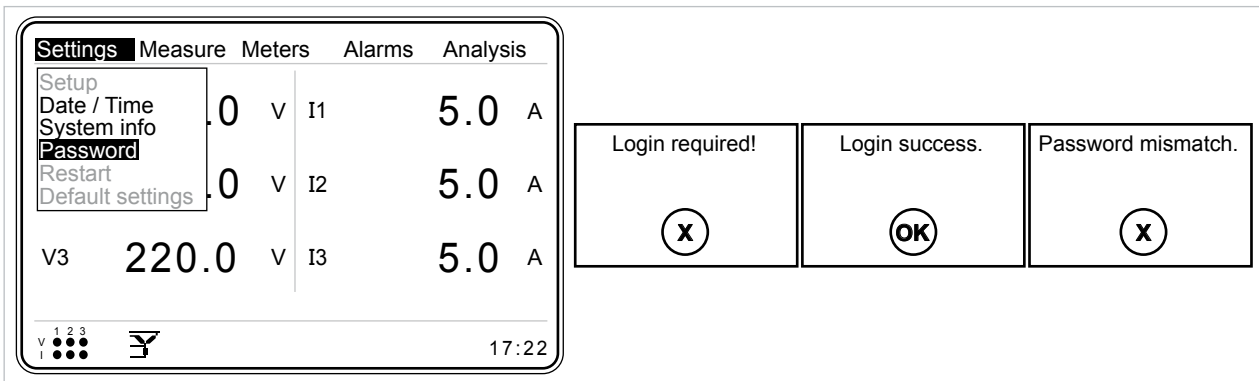 Settings Measure Meters Alarms Analysis
Setup
Date / Time
System info
Password
Restart
Default settings
.0 V I1 5.0 A
.0 V I2 5.0 A
V3 220.0 V I3 5.0 A
1 2 3
V
I
17:22
Login required!
X
Login success.
OK
Password mismatch.
X